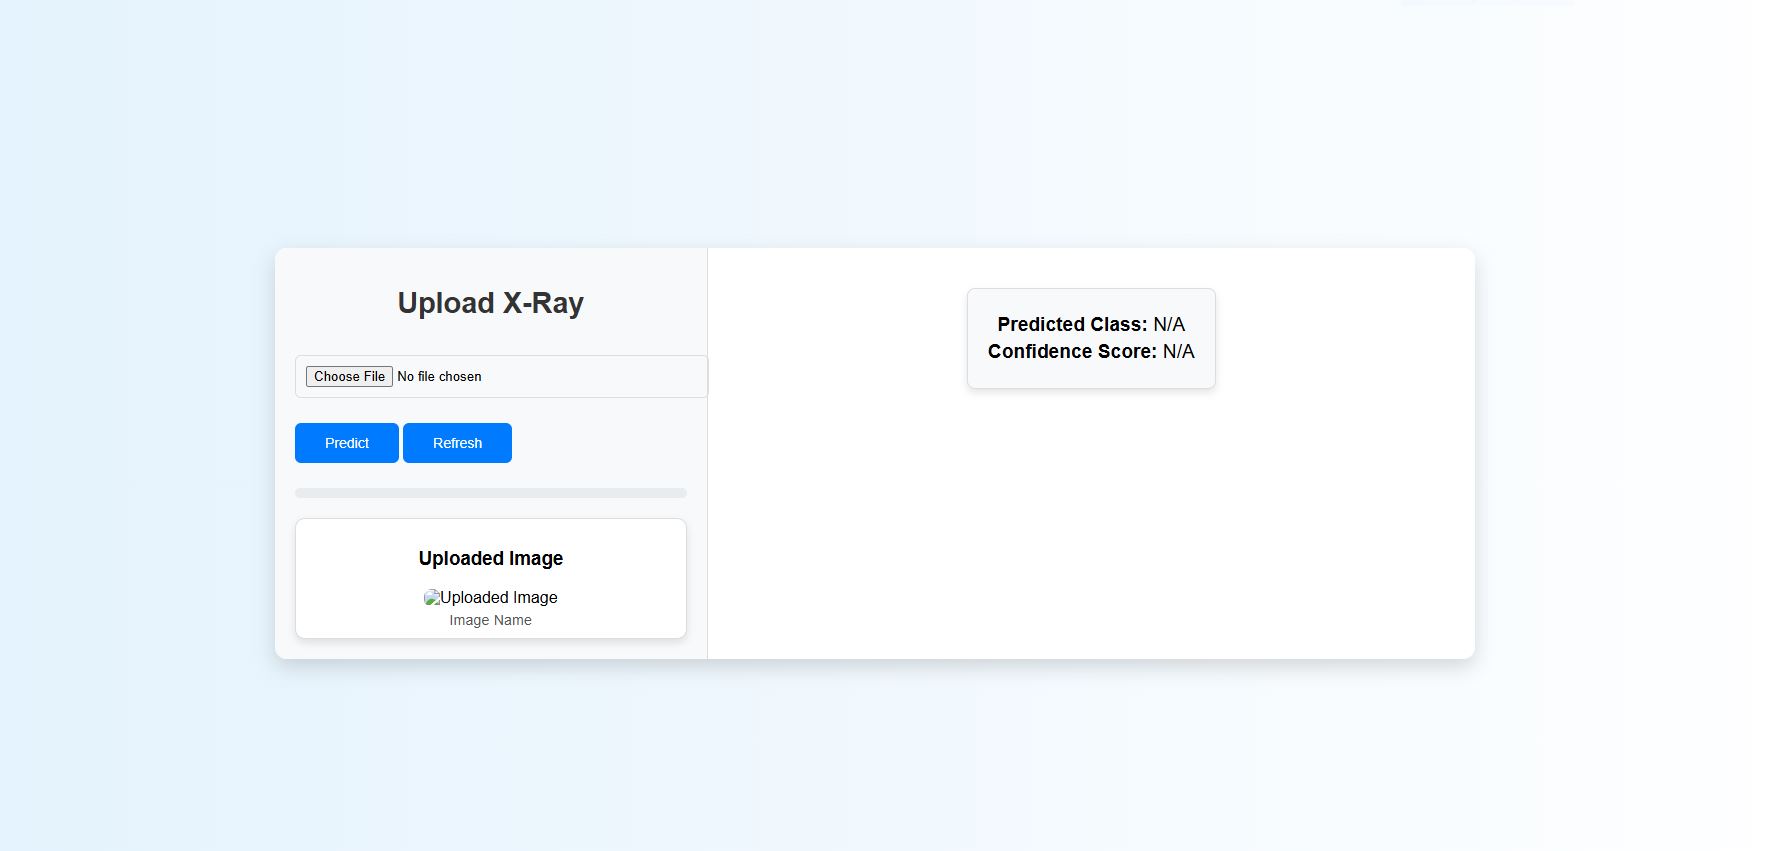 Upload X-Ray
Choose File No file chosen
Predict Refresh
Uploaded Image
Uploaded Image
Image Name
Predicted Class: N/A
Confidence Score: N/A